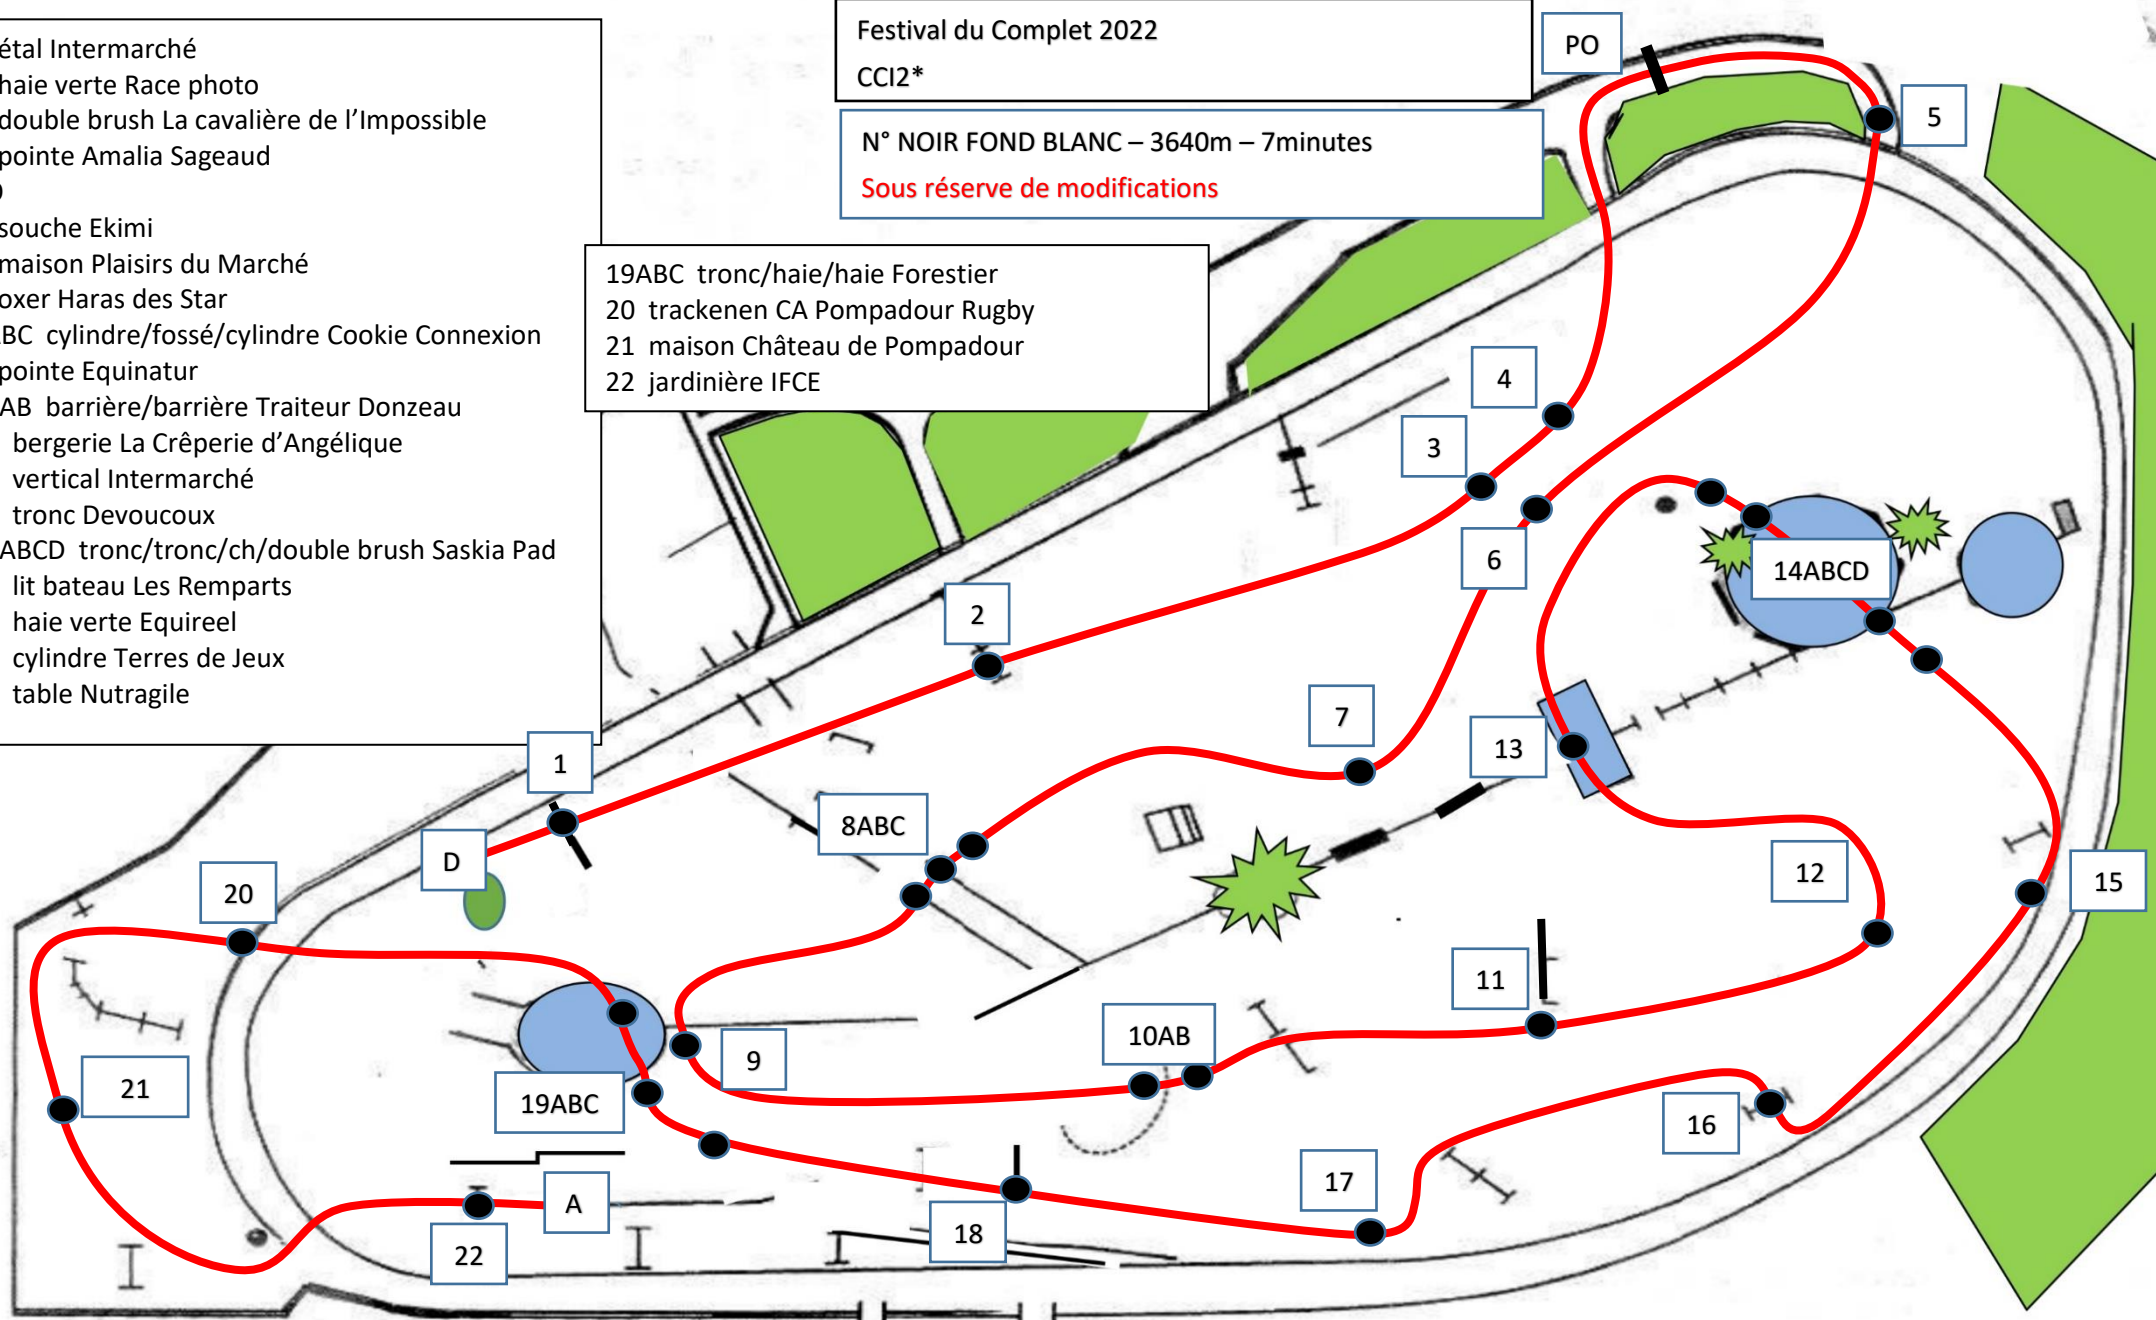 étal Intermarché
haie verte Race photo
double brush La cavalière de l'Impossible
pointe Amalia Sageaud
souche Ekimi
maison Plaisirs du Marché
oxer Haras des Star
BC cylindre/fossé/cylindre Cookie Connexion
pointe Equinatur
AB barrière/barrière Traiteur Donzeau
bergerie La Crêperie d'Angélique
vertical Intermarché
tronc Devoucoux
ABCD tronc/tronc/ch/double brush Saskia Pad
lit bateau Les Remparts
haie verte Equireel
cylindre Terres de Jeux
table Nutragile
Festival du Complet 2022
CCI2*
N° NOIR FOND BLANC – 3640m – 7minutes
Sous réserve de modifications
19ABC tronc/haie/haie Forestier
20 trackenen CA Pompadour Rugby
21 maison Château de Pompadour
22 jardinière IFCE
PO
5
4
3
6
14ABCD
2
7
13
1
8ABC
D
12
15
20
11
10AB
9
21
19ABC
16
17
A
18
22